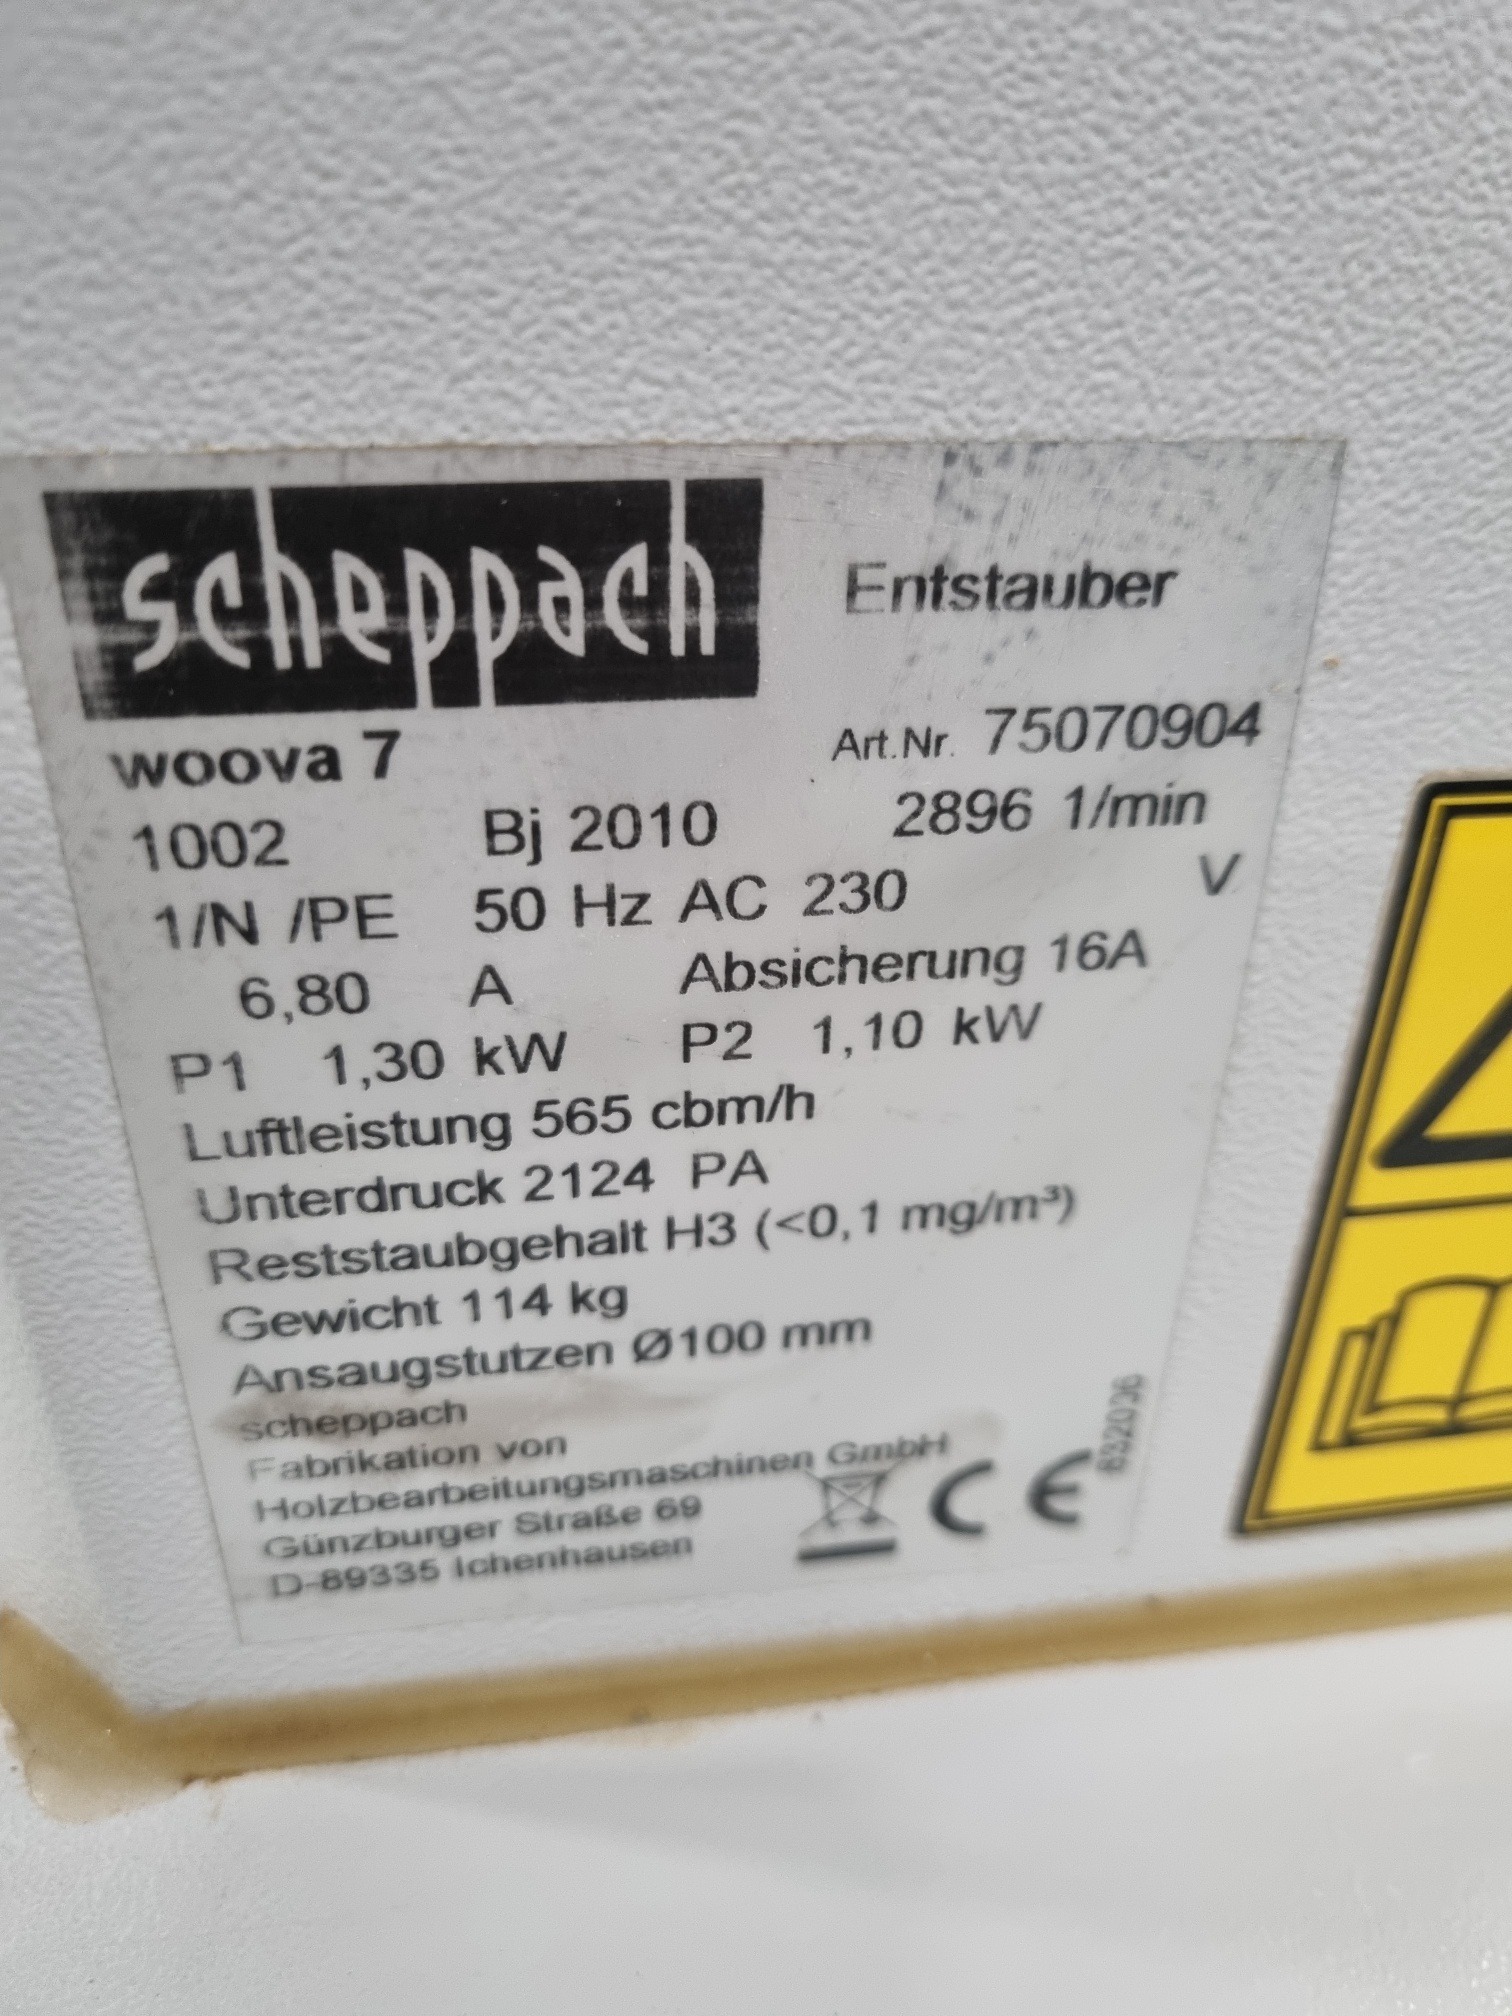 scheppach
Entstauber
woova 7
Art.Nr. 75070904
1002 Bj 2010 2896 1/min
1/N /PE 50 Hz AC 230 V
6,80 A Absicherung 16A
P1 1,30 kW P2 1,10 kW
Luftleistung 565 cbm/h
Unterdruck 2124 PA
Reststaubgehalt H3 (<0,1 mg/m³)
Gewicht 114 kg
Ansaugstutzen Ø100 mm
scheppach
Fabrikation von
Holzbearbeitungsmaschinen GmbH
Günzburger Straße 69
D-89335 Ichenhausen
CE